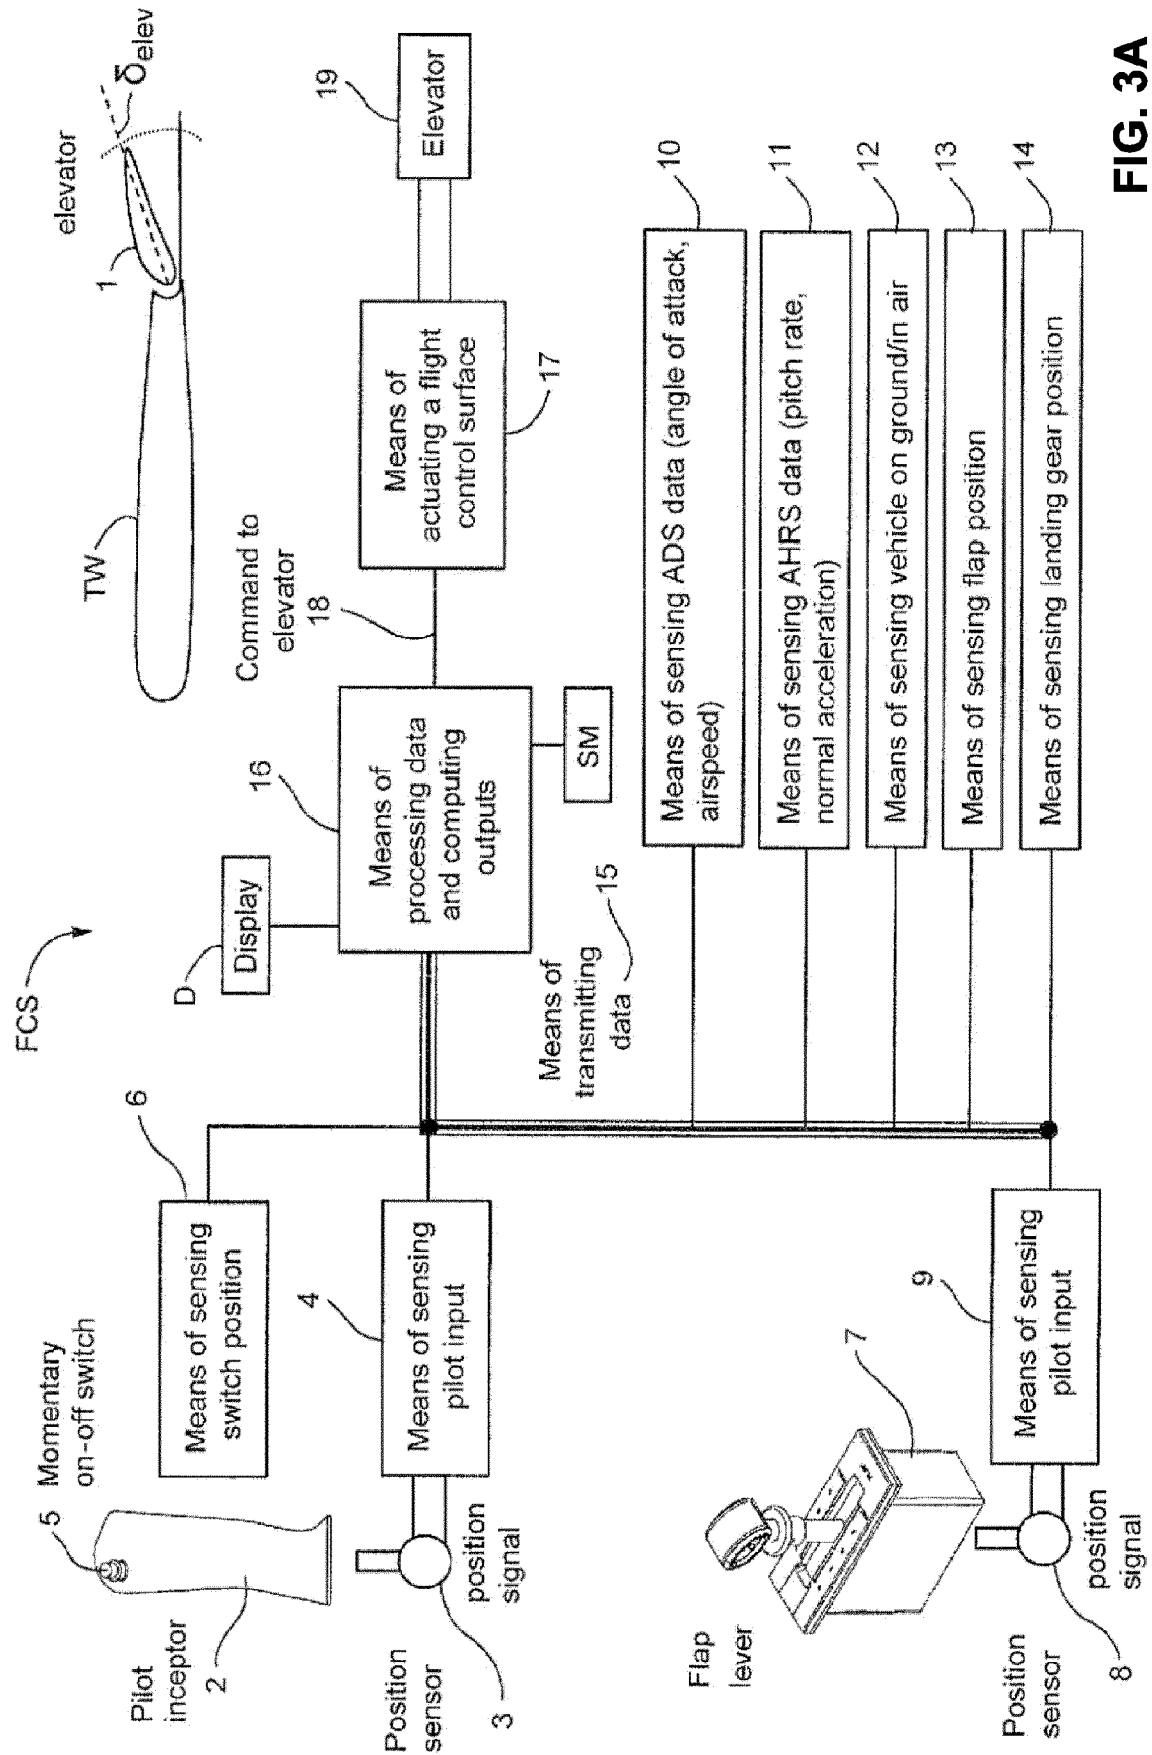 FCS
Pilot
inceptor
2
5
Momentary
on-off switch
6
Means of sensing
switch position
D
Display
TW
1
elevator
δelev
Position
sensor
3
position
signal
4
Means of sensing
pilot input
16
Means of
processing data
and computing
outputs
SM
Command to
elevator
18
Means of
actuating a flight
control surface
17
19
Elevator
Means of
transmitting
data
15
Flap
lever
7
Position
sensor
8
position
signal
9
Means of sensing
pilot input
Means of sensing ADS data (angle of attack,
airspeed)
10
Means of sensing AHRS data (pitch rate,
normal acceleration)
11
Means of sensing vehicle on ground/in air
12
Means of sensing flap position
13
Means of sensing landing gear position
14
FIG. 3A